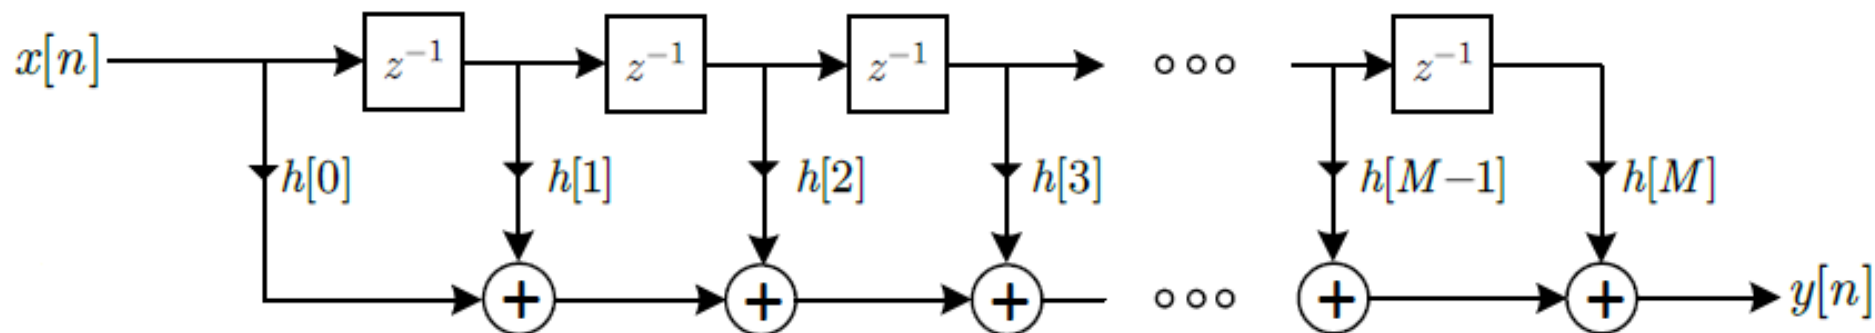 x[n] z⁻¹ z⁻¹ z⁻¹ ○○○ z⁻¹
h[0] h[1] h[2] h[3] h[M−1] h[M]
+ + + ○○○ + + y[n]